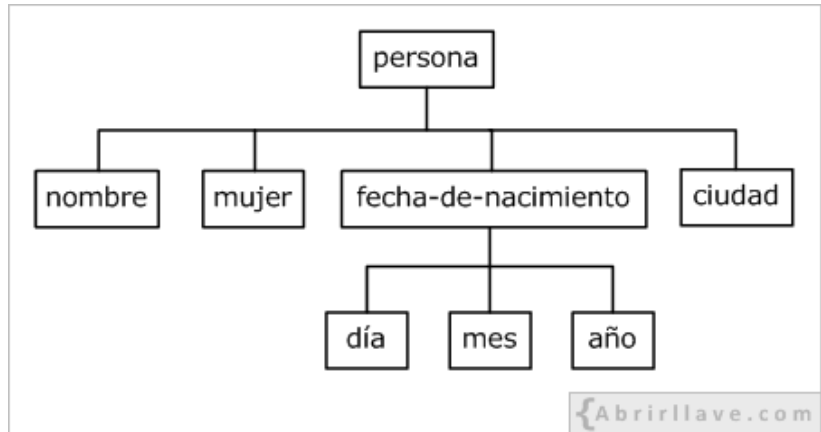 persona
nombre mujer fecha-de-nacimiento ciudad
día mes año
{Abrirllave.com